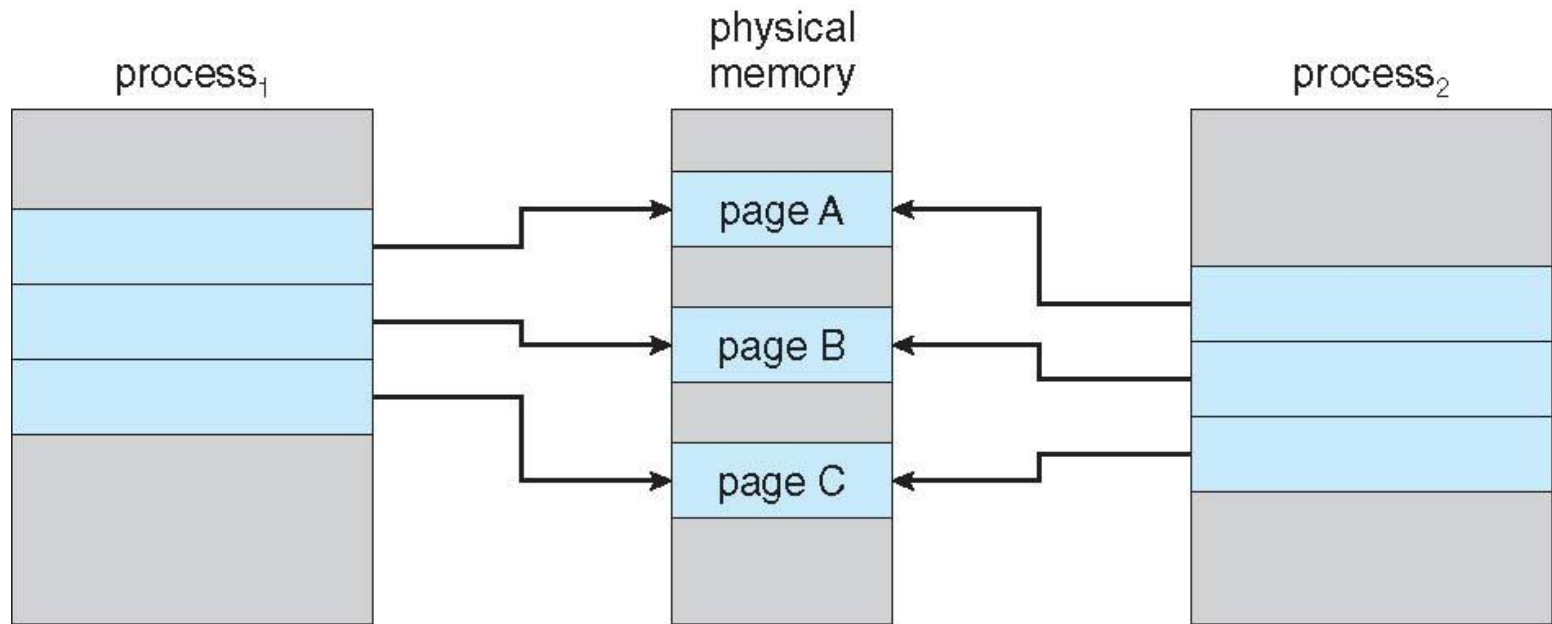 physical
memory
process₁
process₂
page A
page B
page C